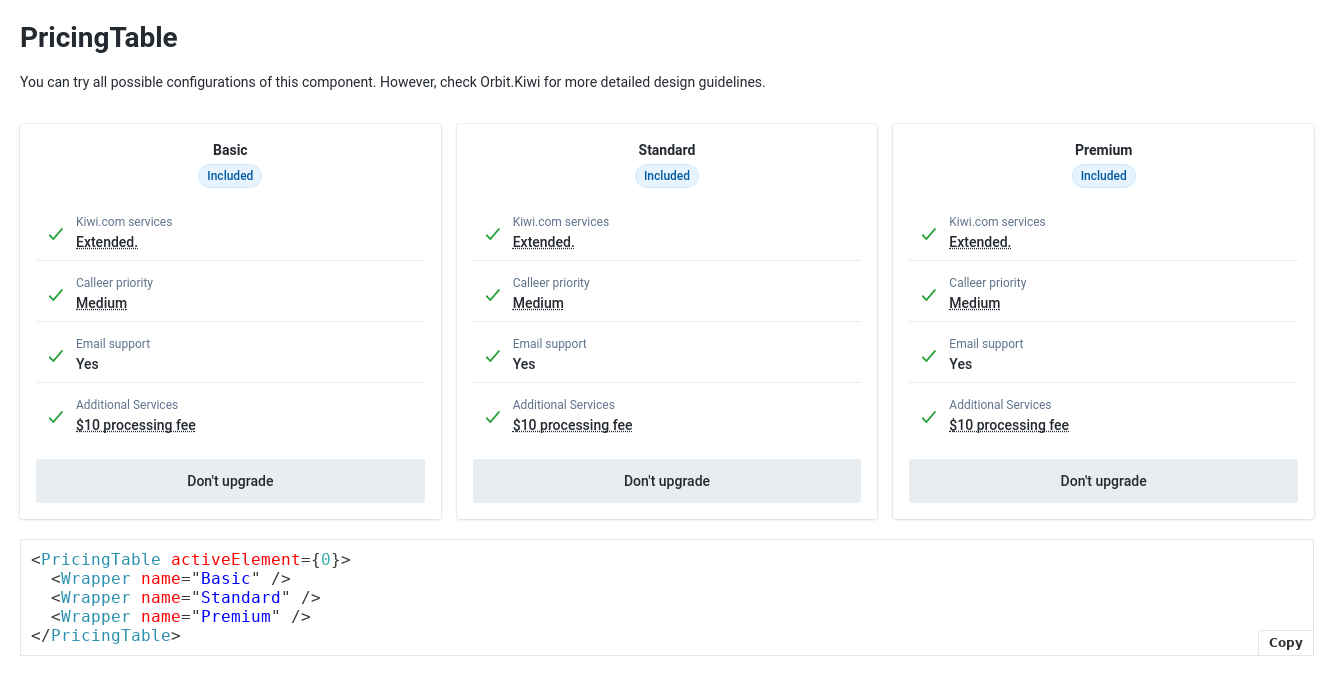 PricingTable
You can try all possible configurations of this component. However, check Orbit.Kiwi for more detailed design guidelines.
Basic
Included
Kiwi.com services
Extended.
Calleer priority
Medium
Email support
Yes
Additional Services
$10 processing fee
Don't upgrade
Standard
Included
Kiwi.com services
Extended.
Calleer priority
Medium
Email support
Yes
Additional Services
$10 processing fee
Don't upgrade
Premium
Included
Kiwi.com services
Extended.
Calleer priority
Medium
Email support
Yes
Additional Services
$10 processing fee
Don't upgrade
<PricingTable activeElement={0}>
  <Wrapper name="Basic" />
  <Wrapper name="Standard" />
  <Wrapper name="Premium" />
</PricingTable>
Copy